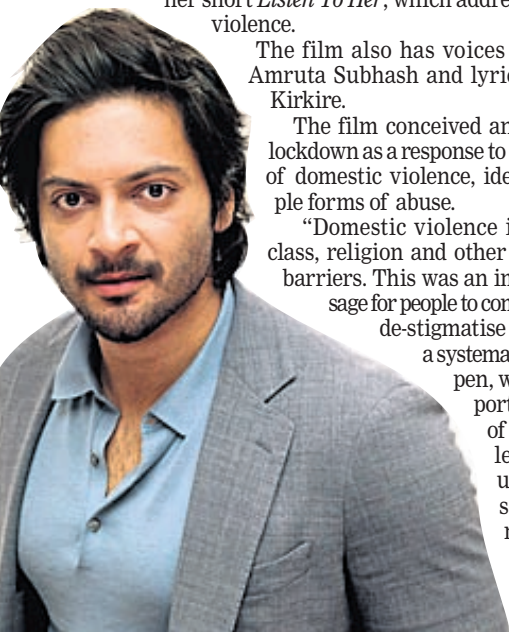 her short Listen To Her, which addre
violence.
The film also has voices
Amruta Subhash and lyric
Kirkire.
The film conceived an
lockdown as a response to
of domestic violence, ide
ple forms of abuse.
"Domestic violence i
class, religion and other
barriers. This was an in
sage for people to con
de-stigmatise
a systema
pen, w
port
of
le
u
s
r